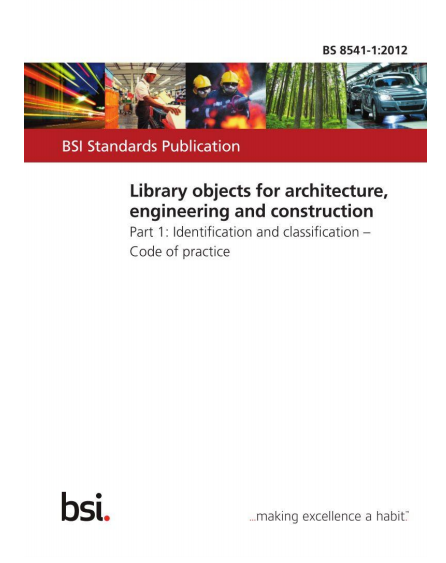 BS 8541-1:2012
BSI Standards Publication
Library objects for architecture,
engineering and construction
Part 1: Identification and classification –
Code of practice
bsi.
...making excellence a habit.™